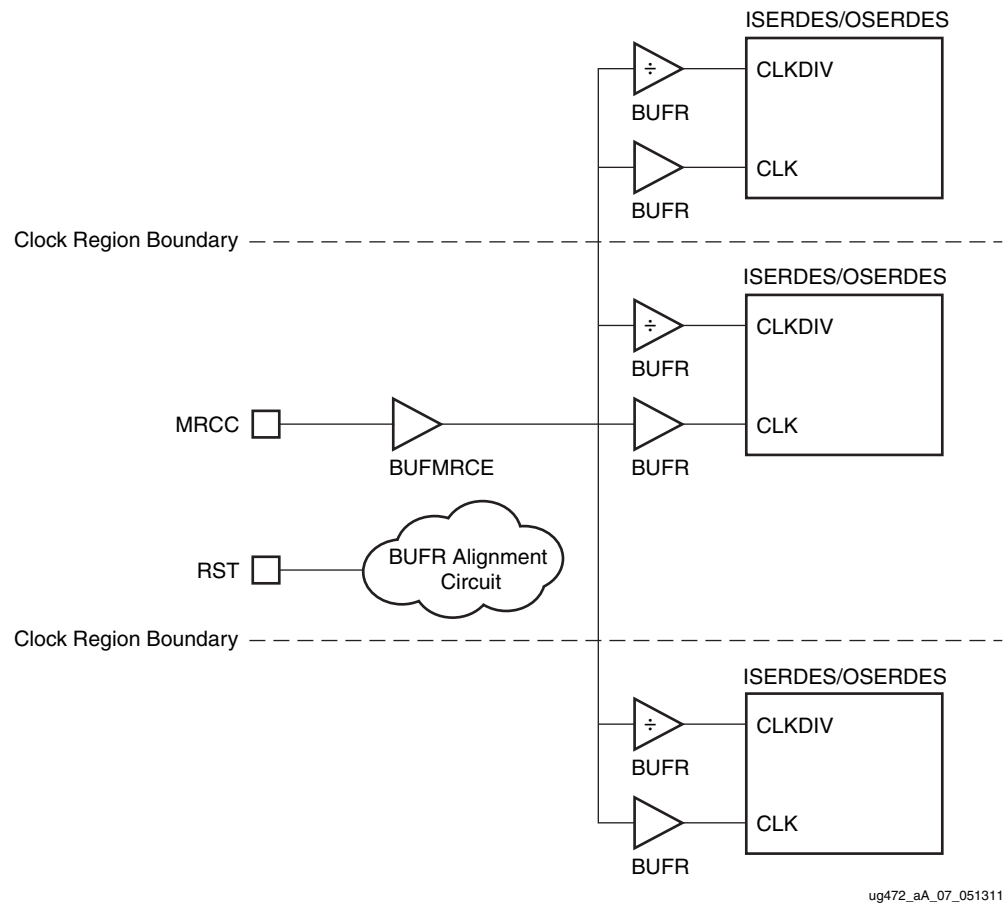 ISERDES/OSERDES
÷
CLKDIV
BUFR
CLK
BUFR
Clock Region Boundary
ISERDES/OSERDES
÷
CLKDIV
BUFR
MRCC
CLK
BUFMRCE
BUFR
BUFR Alignment
Circuit
RST
Clock Region Boundary
ISERDES/OSERDES
÷
CLKDIV
BUFR
CLK
BUFR
ug472_aA_07_051311